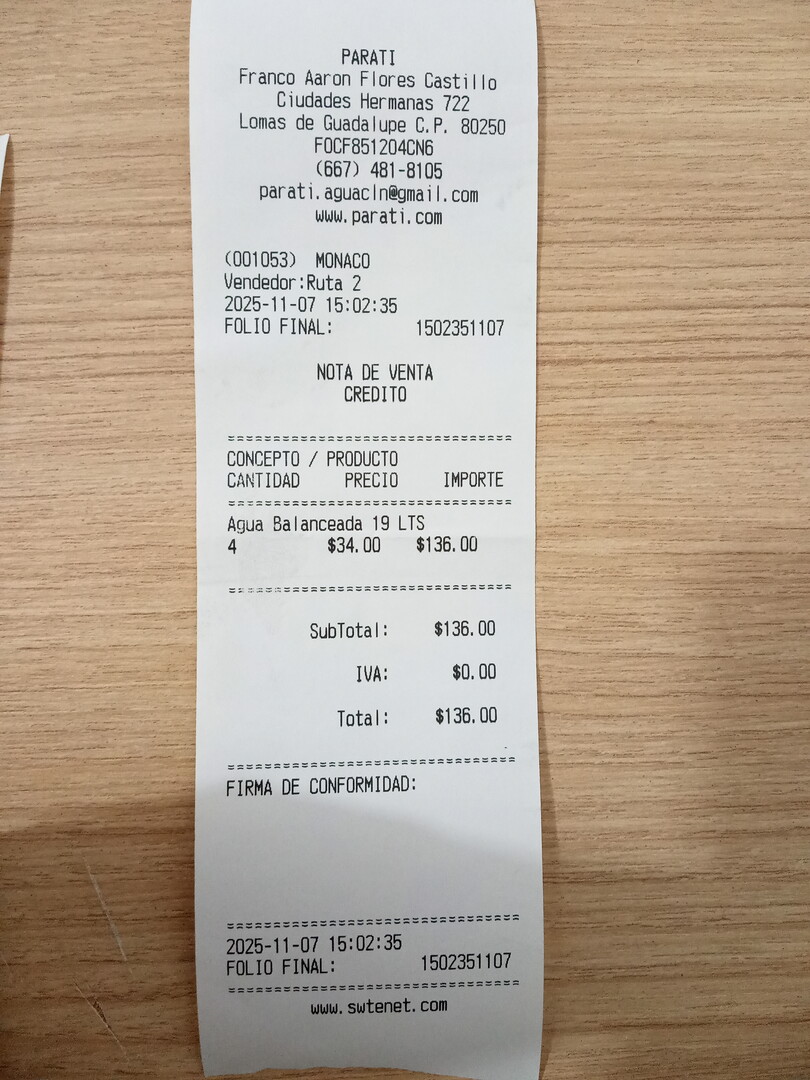 PARATI
Franco Aaron Flores Castillo
Ciudades Hermanas 722
Lomas de Guadalupe C.P. 80250
FOCF851204CN6
(667) 481-8105
parati.aguacln@gmail.com
www.parati.com
(001053) MONACO
Vendedor:Ruta 2
2025-11-07 15:02:35
FOLIO FINAL: 1502351107
NOTA DE VENTA
CREDITO
===============================
CONCEPTO / PRODUCTO
CANTIDAD PRECIO IMPORTE
===============================
Agua Balanceada 19 LTS
4 $34.00 $136.00
===============================
SubTotal: $136.00
IVA: $0.00
Total: $136.00
===============================
FIRMA DE CONFORMIDAD:
===============================
2025-11-07 15:02:35
FOLIO FINAL: 1502351107
===============================
www.swtenet.com